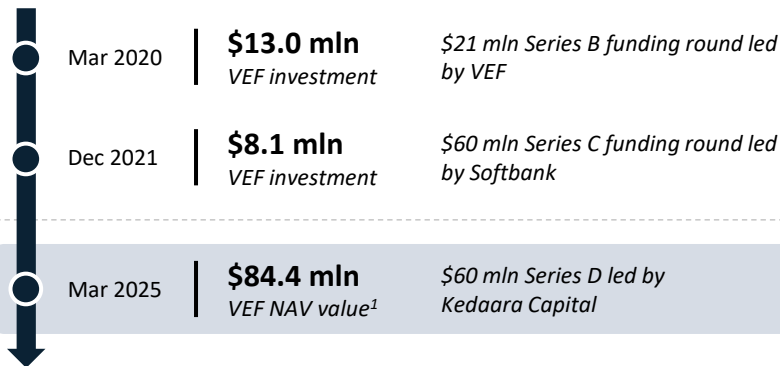 Mar 2020
$13.0 mln
VEF investment
$21 mln Series B funding round led
by VEF
Dec 2021
$8.1 mln
VEF investment
$60 mln Series C funding round led
by Softbank
Mar 2025
$84.4 mln
VEF NAV value1
$60 mln Series D led by
Kedaara Capital